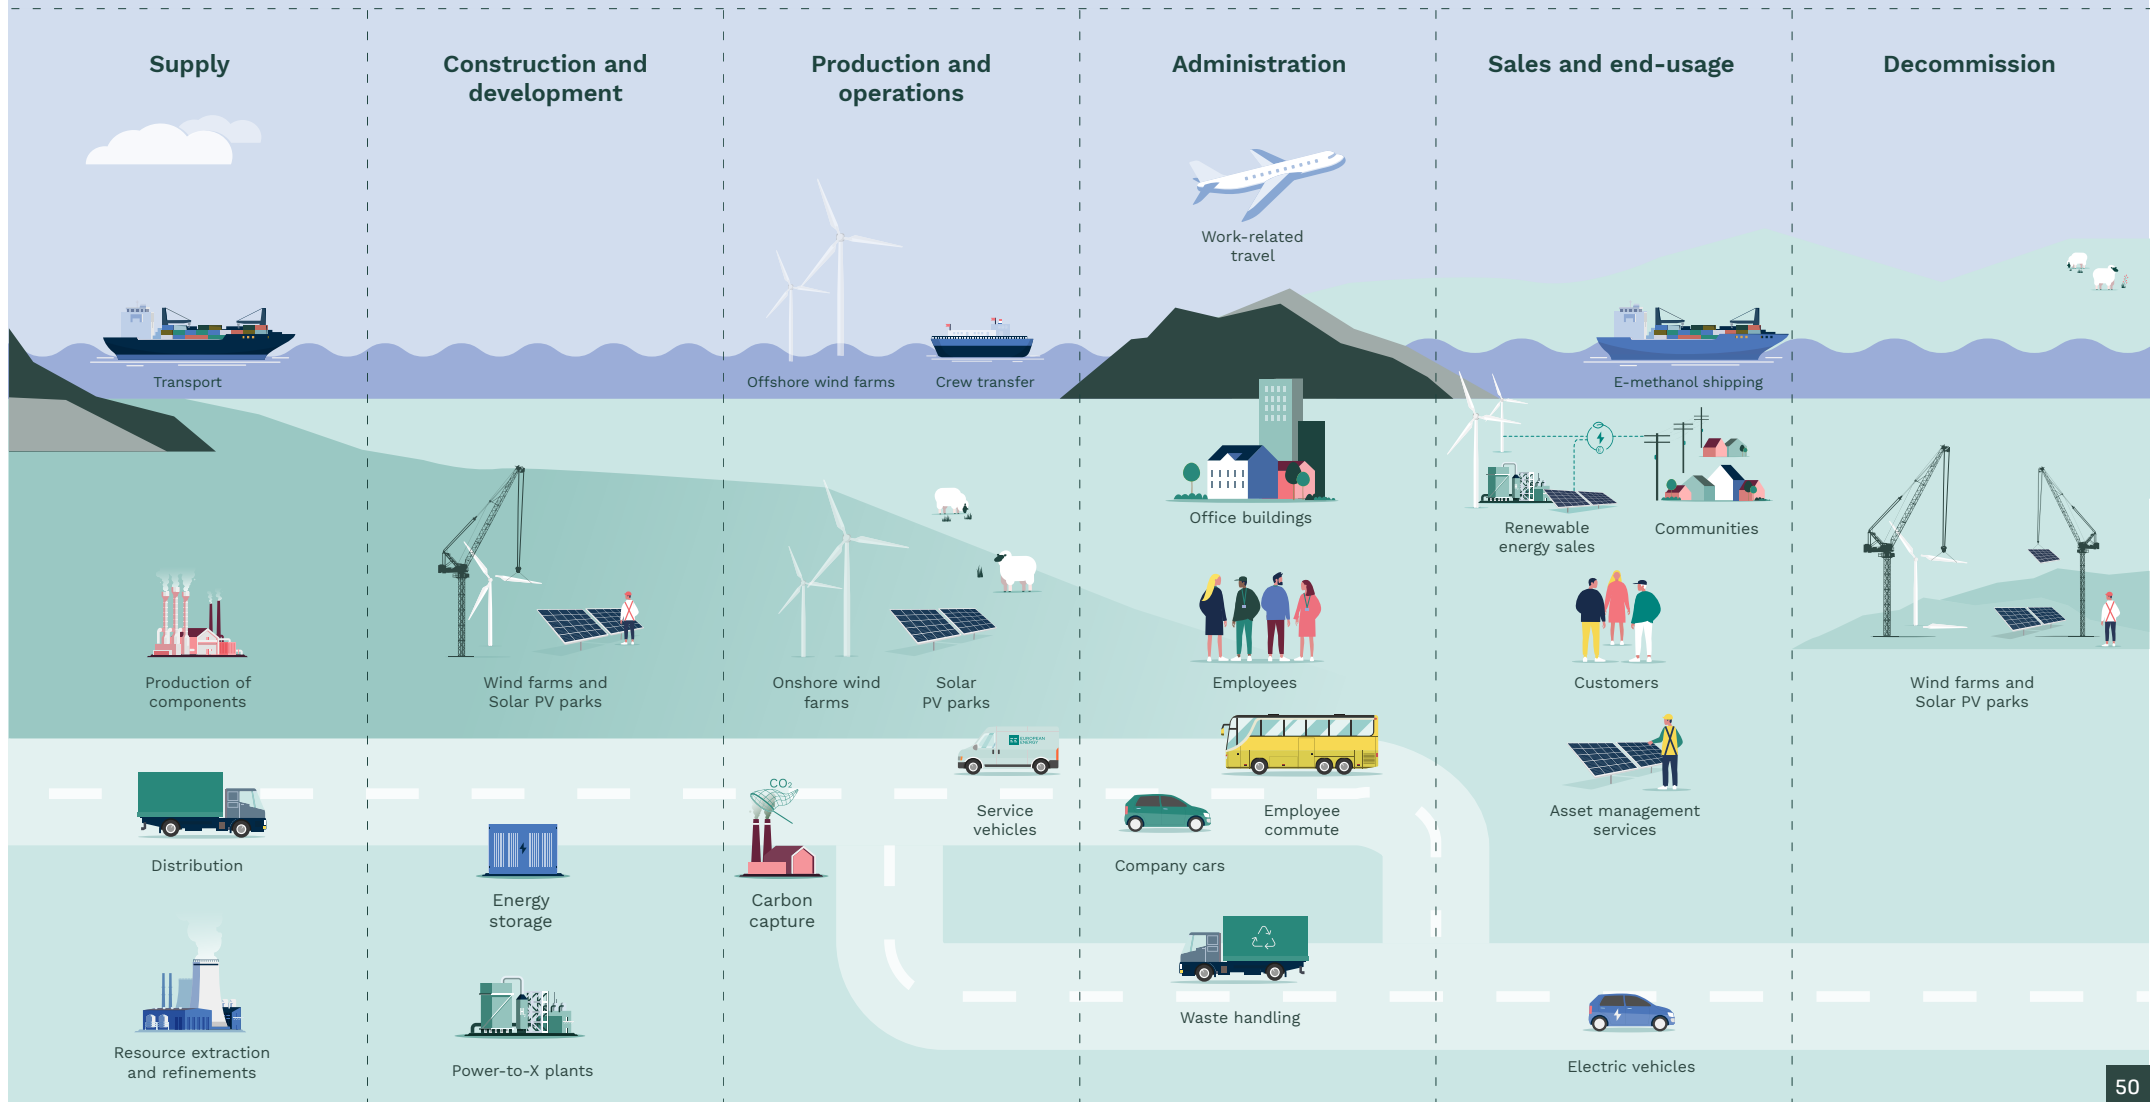 Supply
Transport
Production of
components
Distribution
Resource extraction
and refinements
Construction and
development
Wind farms and
Solar PV parks
Energy
storage
Power-to-X plants
Production and
operations
Offshore wind farms
Crew transfer
Onshore wind
farms
Solar
PV parks
EUROPEAN
ENERGY
Service
vehicles
CO₂
Carbon
capture
Administration
Work-related
travel
Office buildings
Employees
Employee
commute
Company cars
Waste handling
Sales and end-usage
E-methanol shipping
Renewable
energy sales
Communities
Customers
Asset management
services
Electric vehicles
Decommission
Wind farms and
Solar PV parks
50